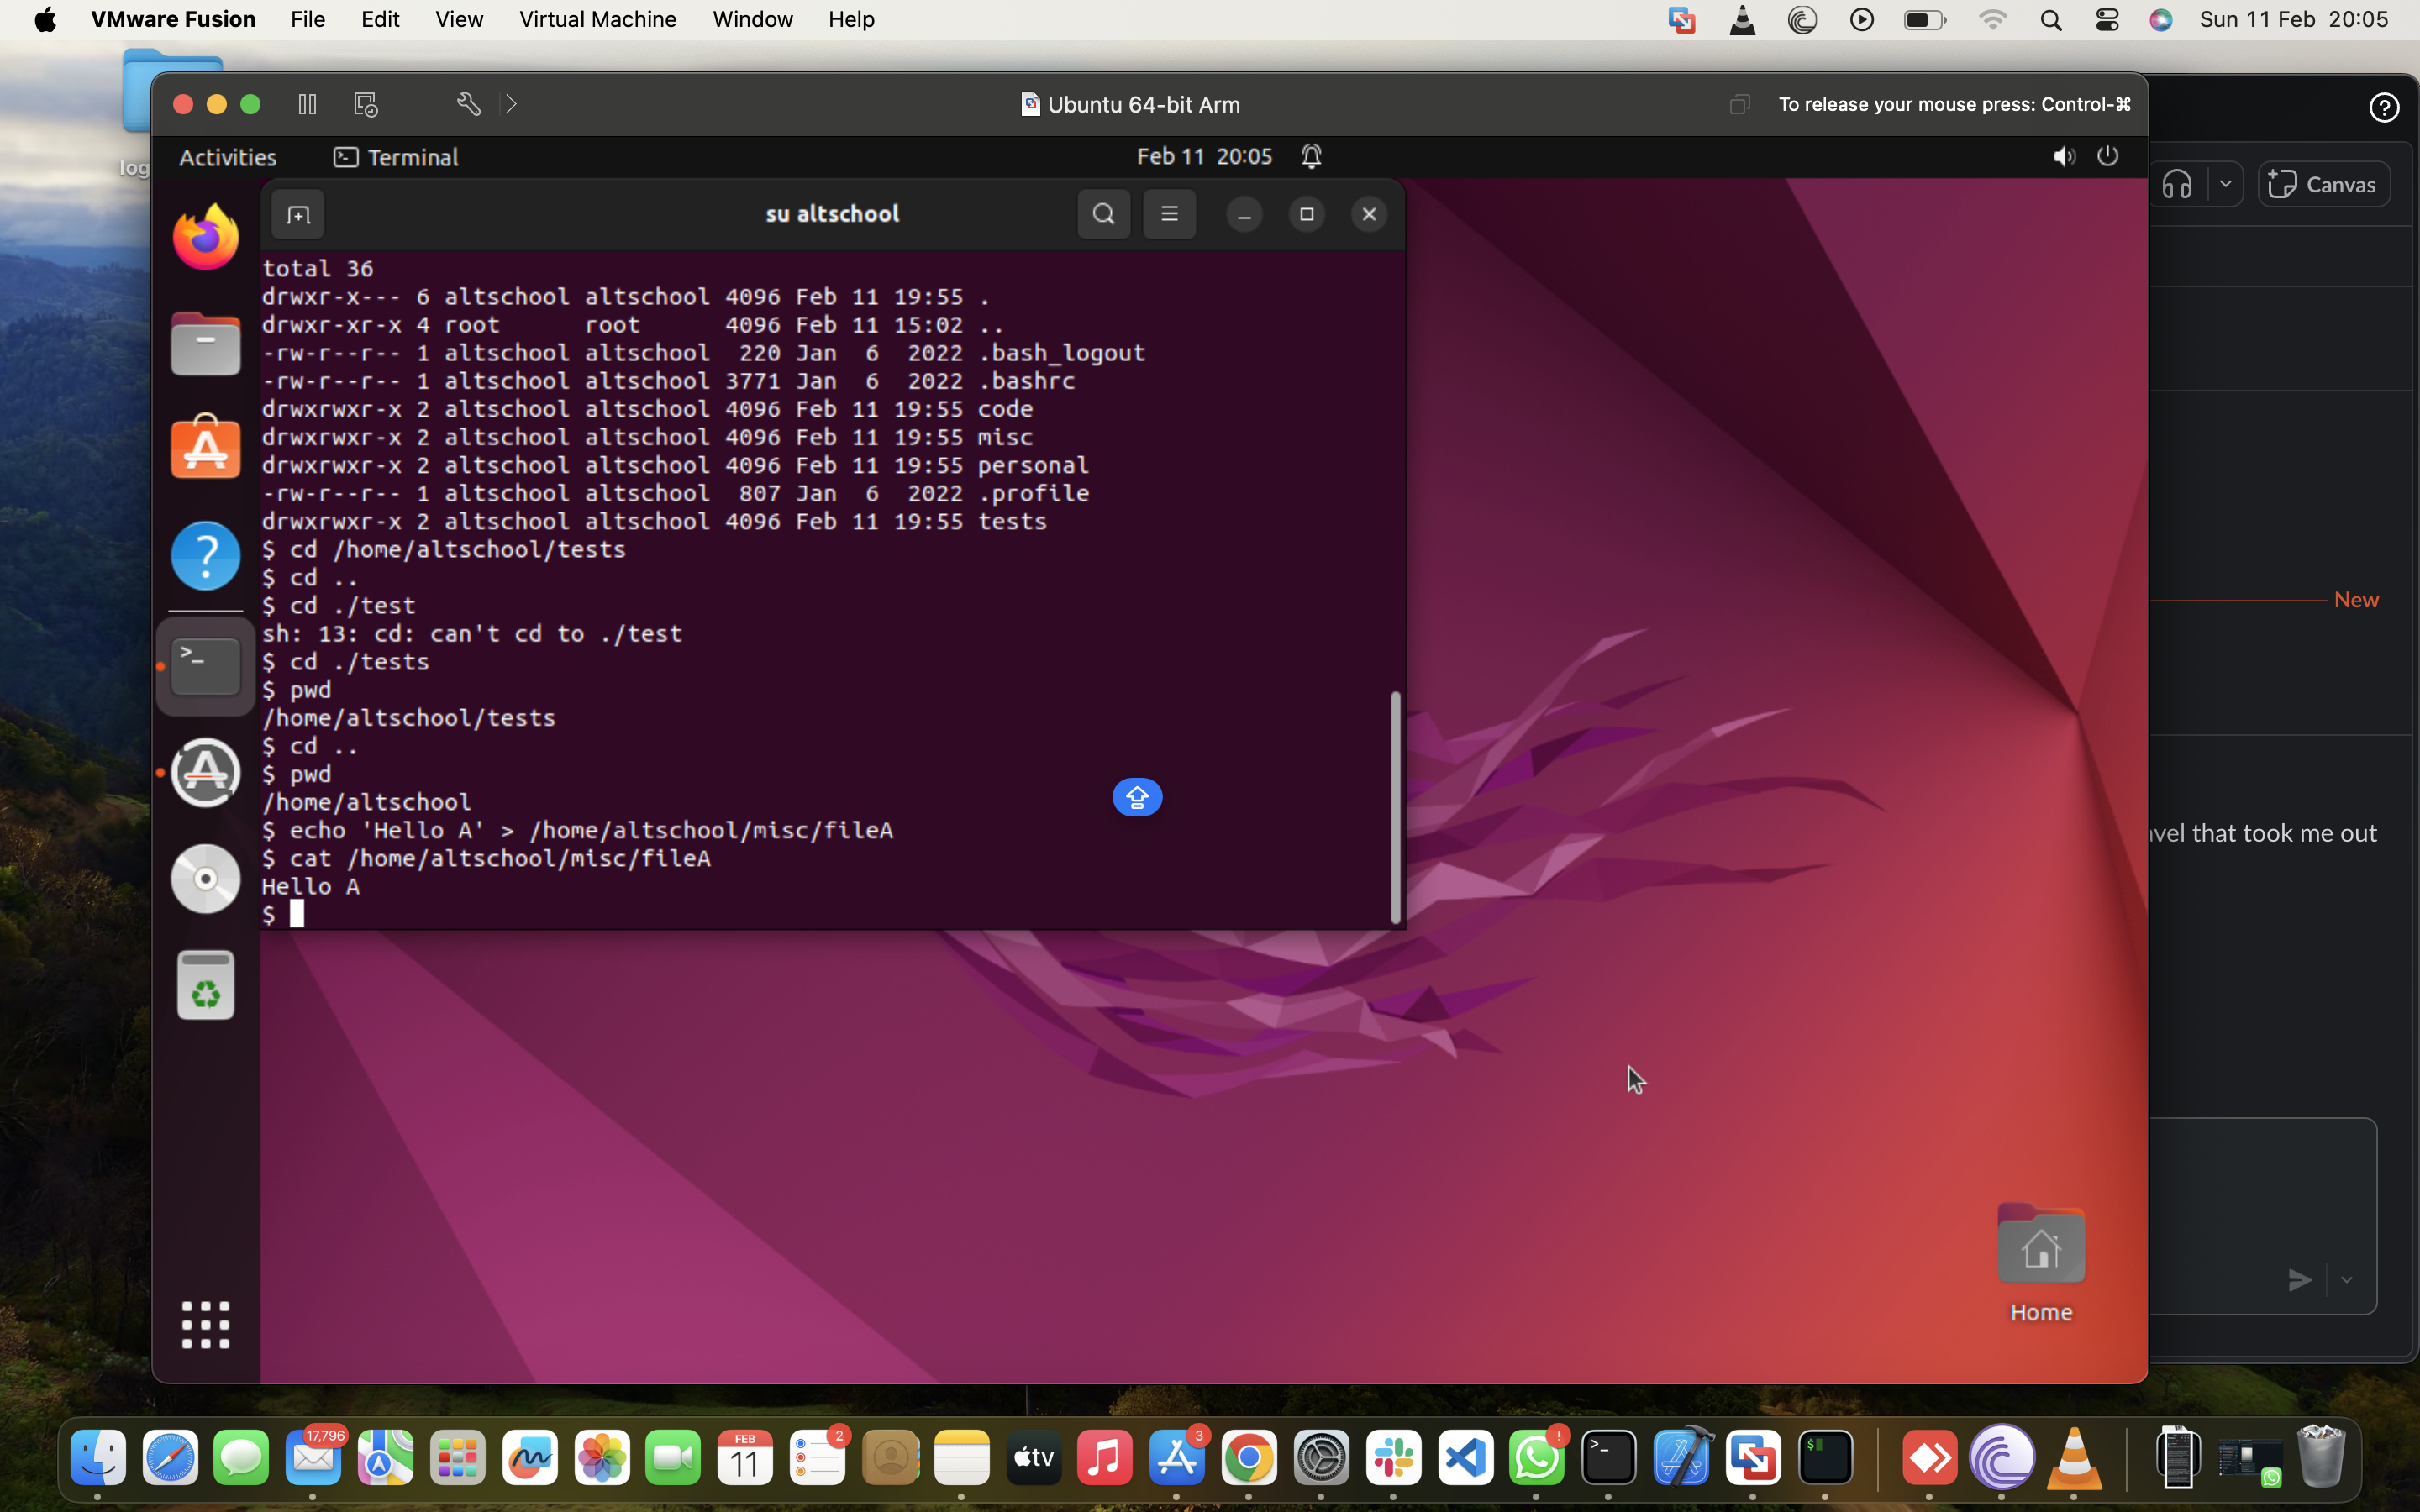 VMware Fusion File Edit View Virtual Machine Window Help Sun 11 Feb 20:05
Ubuntu 64-bit Arm To release your mouse press: Control-⌘
log
Activities Terminal Feb 11 20:05
Canvas
su altschool
total 36
drwxr-x--- 6 altschool altschool 4096 Feb 11 19:55 .
drwxr-xr-x 4 root      root      4096 Feb 11 15:02 ..
-rw-r--r-- 1 altschool altschool  220 Jan  6  2022 .bash_logout
-rw-r--r-- 1 altschool altschool 3771 Jan  6  2022 .bashrc
drwxrwxr-x 2 altschool altschool 4096 Feb 11 19:55 code
drwxrwxr-x 2 altschool altschool 4096 Feb 11 19:55 misc
drwxrwxr-x 2 altschool altschool 4096 Feb 11 19:55 personal
-rw-r--r-- 1 altschool altschool  807 Jan  6  2022 .profile
drwxrwxr-x 2 altschool altschool 4096 Feb 11 19:55 tests
$ cd /home/altschool/tests
$ cd ..
$ cd ./test
sh: 13: cd: can't cd to ./test
$ cd ./tests
$ pwd
/home/altschool/tests
$ cd ..
$ pwd
/home/altschool
$ echo 'Hello A' > /home/altschool/misc/fileA
$ cat /home/altschool/misc/fileA
Hello A
$
New
vel that took me out
Home
17,796
FEB
11
2
tv
3
!